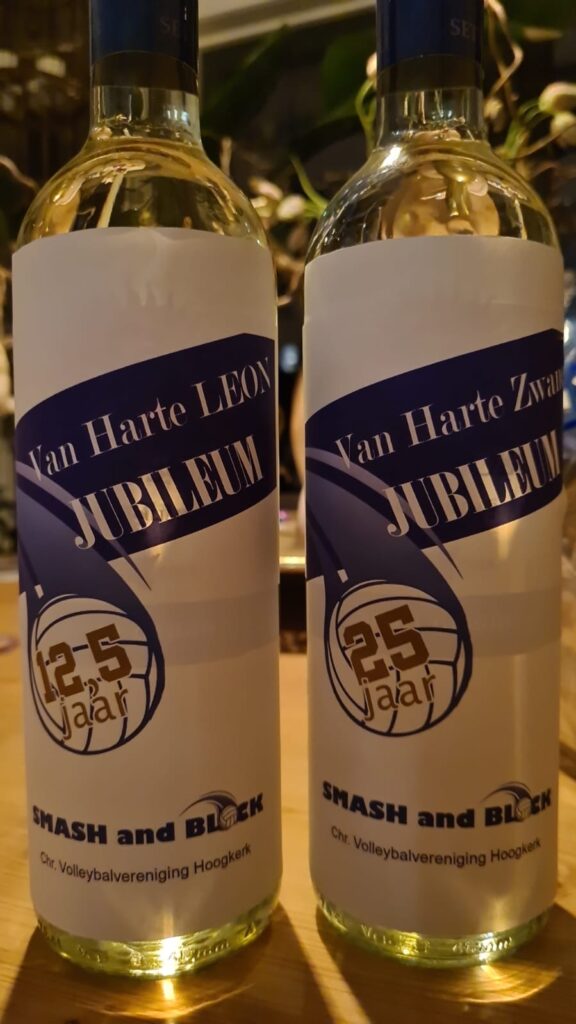 Van Harte LEON
JUBILEUM
12,5
jaar
SMASH and BLOCK
Chr. Volleybalvereniging Hoogkerk
Van Harte
JUBILEUM
25
jaar
SMASH and BLOCK
Chr. Volleybalvereniging Hoogkerk